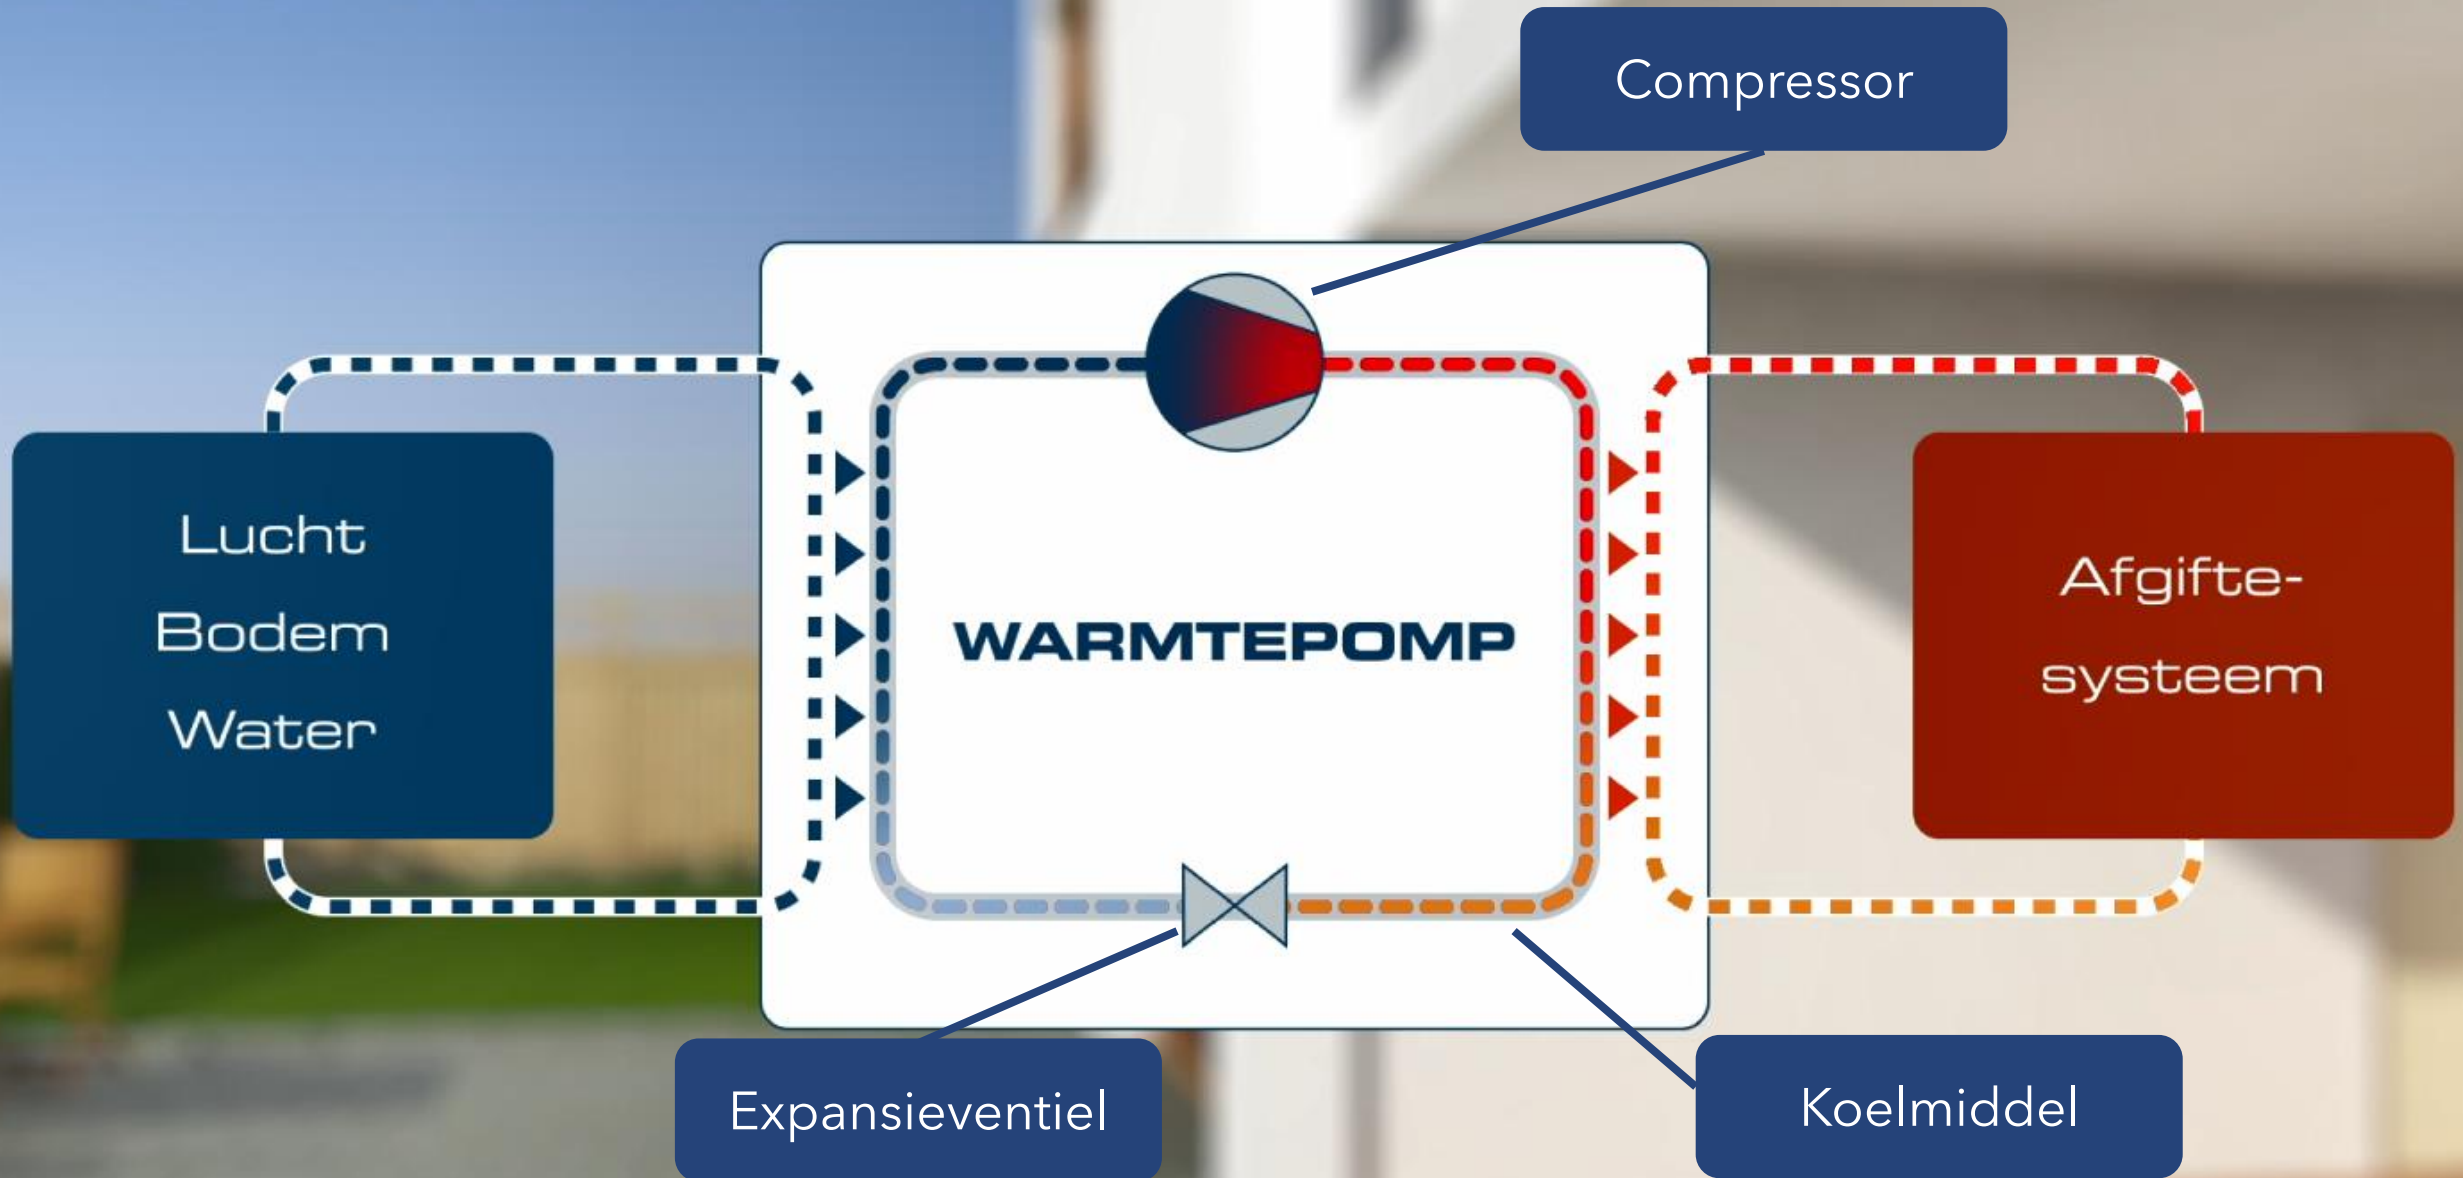 Compressor
Lucht
Bodem
Water
WARMTEPOMP
Afgifte-
systeem
Expansieventiel
Koelmiddel